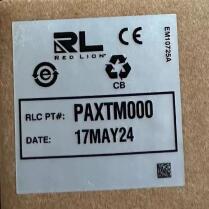 RL
RED LION
CE
EM10725A
e
CB
RLC PT#: PAXTM000
DATE: 17MAY24